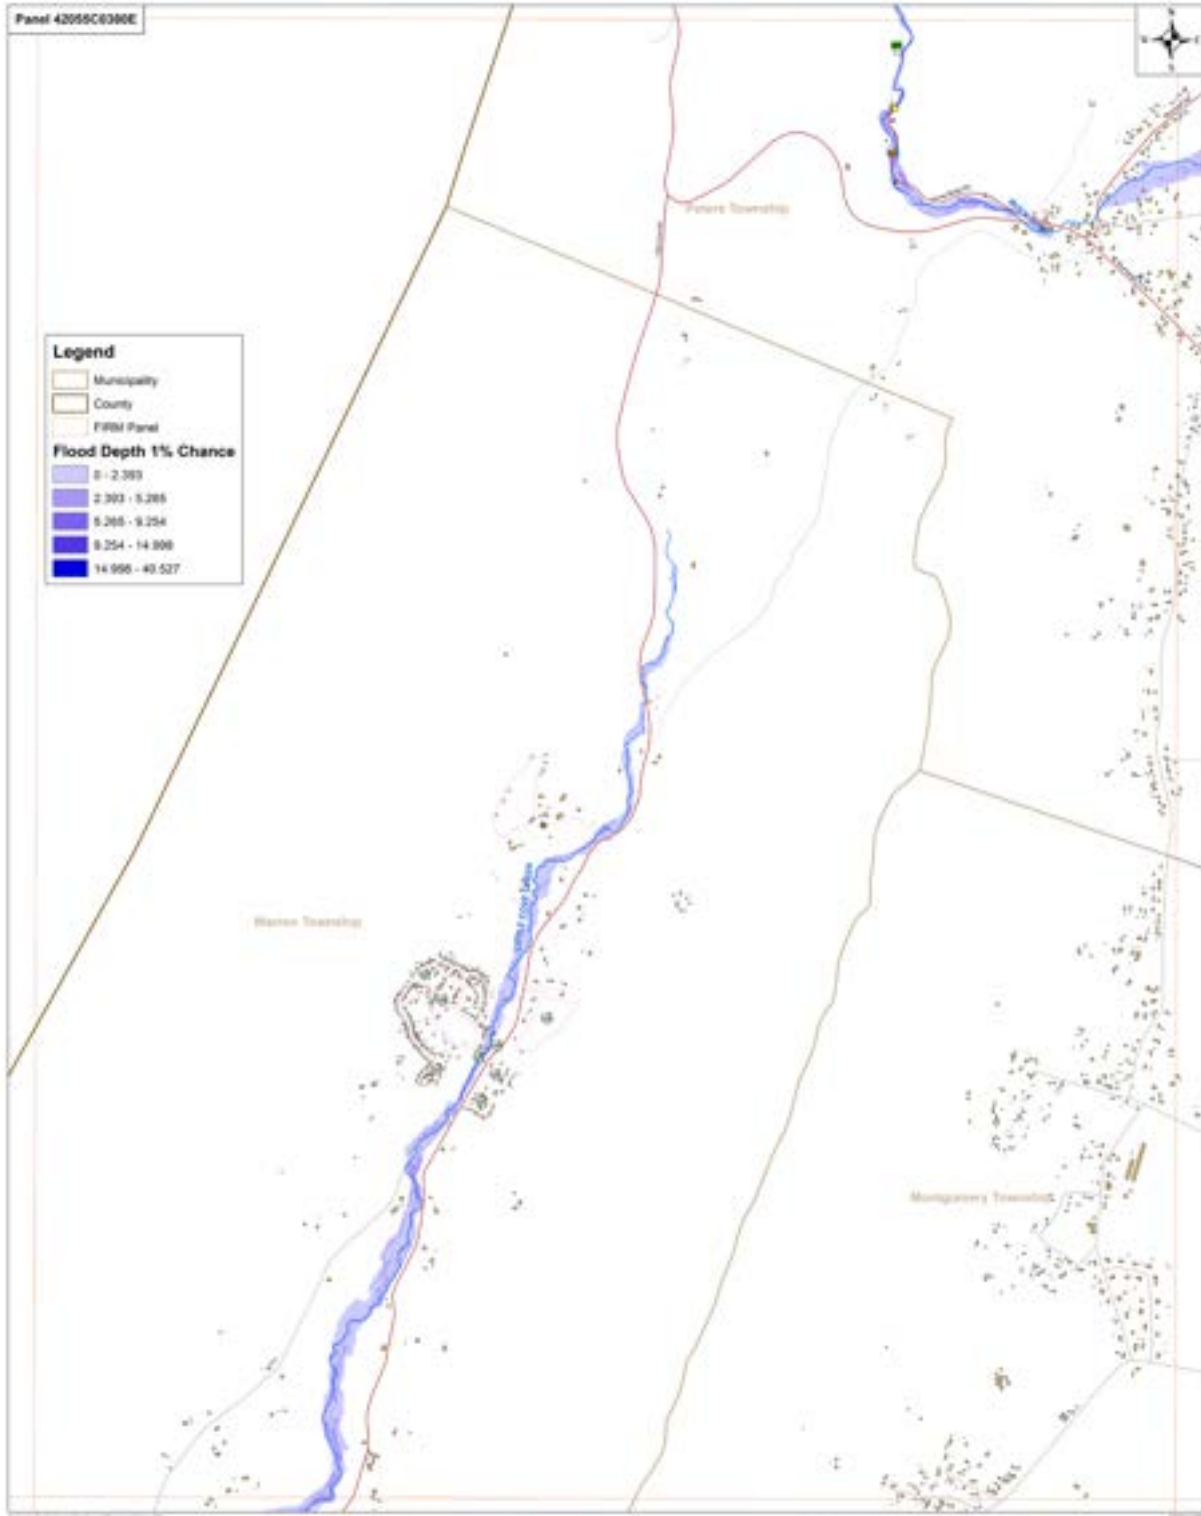 Panel 42055C0380E
N
Peters Township
Legend
Municipality
County
FIRM Panel
Flood Depth 1% Chance
0 - 2.393
2.393 - 5.265
5.265 - 9.254
9.254 - 14.998
14.998 - 40.527
Warren Township
Montgomery Township